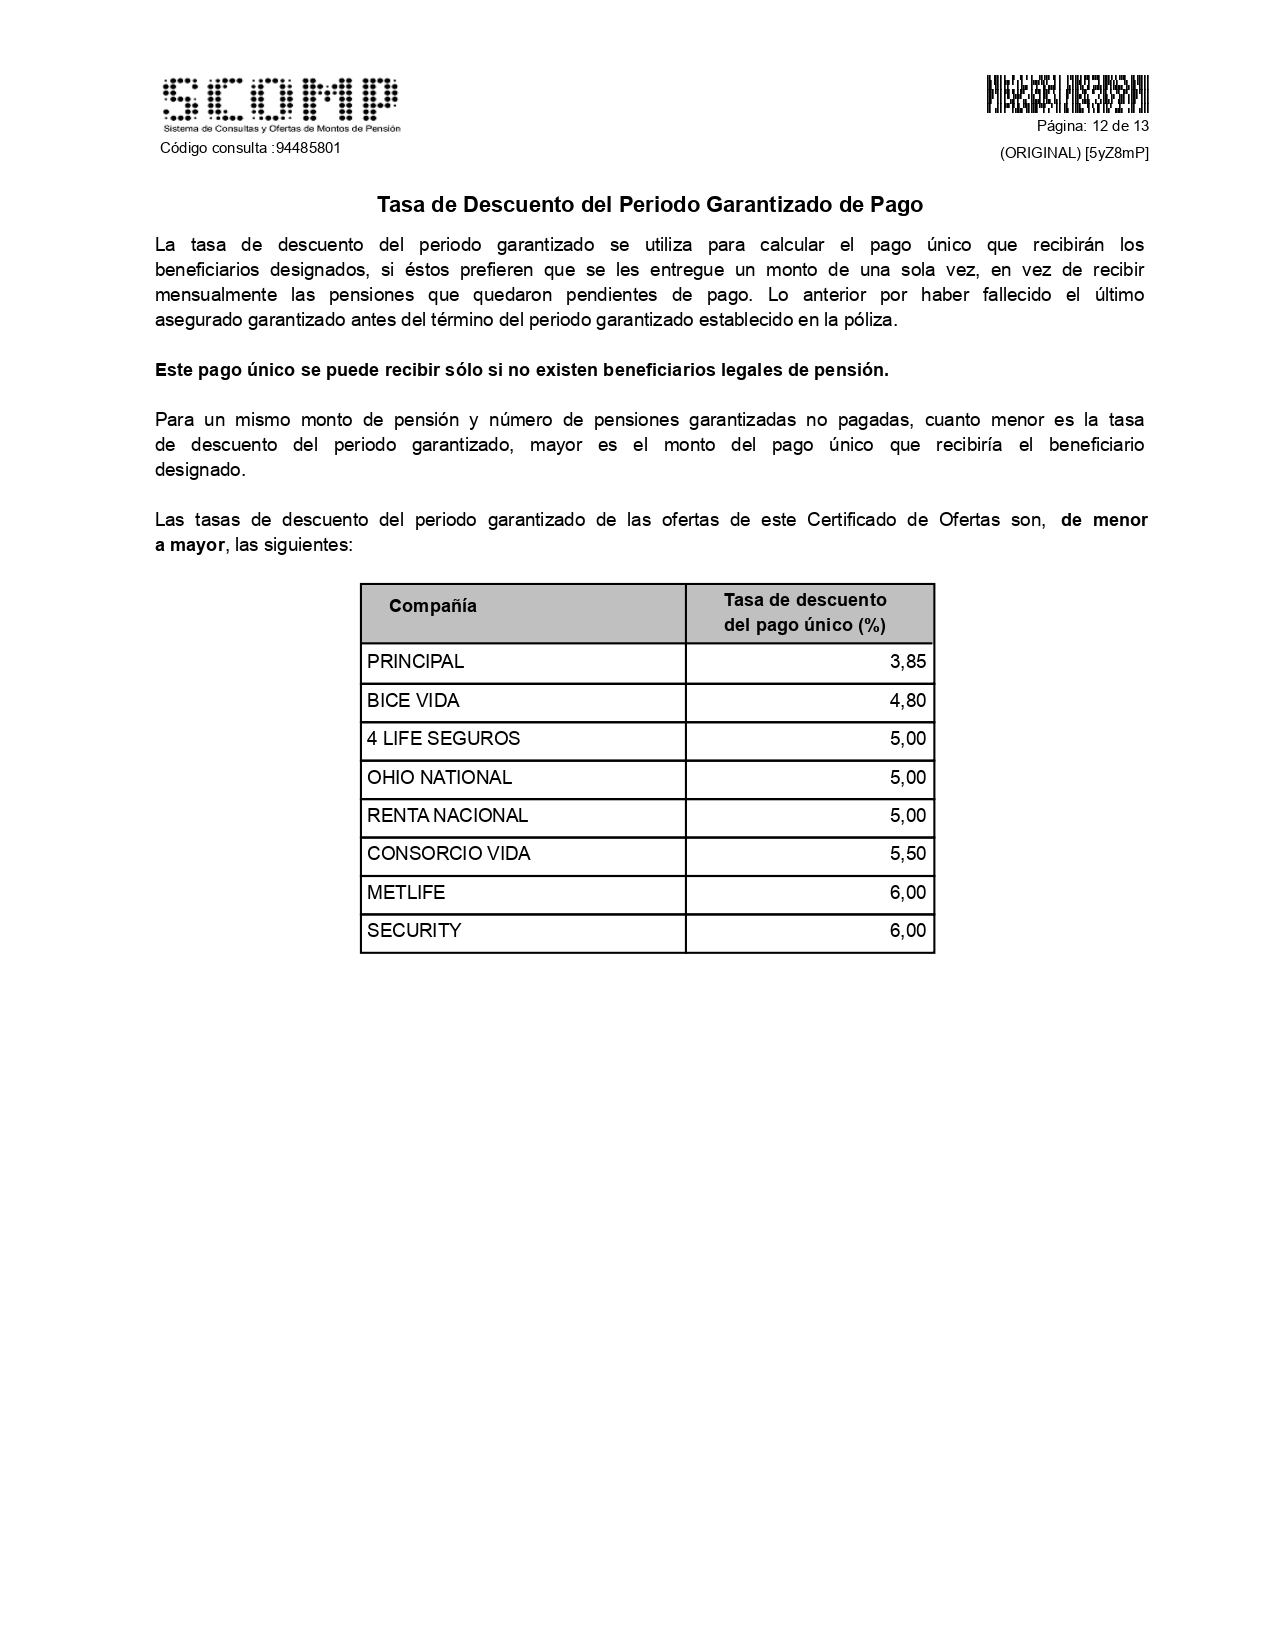 SCOMP
Sistema de Consultas y Ofertas de Montos de Pensión
Código consulta :94485801
Página: 12 de 13
(ORIGINAL) [5yZ8mP]
Tasa de Descuento del Periodo Garantizado de Pago
La tasa de descuento del periodo garantizado se utiliza para calcular el pago único que recibirán los
beneficiarios designados, si éstos prefieren que se les entregue un monto de una sola vez, en vez de recibir
mensualmente las pensiones que quedaron pendientes de pago. Lo anterior por haber fallecido el último
asegurado garantizado antes del término del periodo garantizado establecido en la póliza.
Este pago único se puede recibir sólo si no existen beneficiarios legales de pensión.
Para un mismo monto de pensión y número de pensiones garantizadas no pagadas, cuanto menor es la tasa
de descuento del periodo garantizado, mayor es el monto del pago único que recibiría el beneficiario
designado.
Las tasas de descuento del periodo garantizado de las ofertas de este Certificado de Ofertas son, de menor
a mayor, las siguientes:
Compañía
Tasa de descuento
del pago único (%)
PRINCIPAL 3,85
BICE VIDA 4,80
4 LIFE SEGUROS 5,00
OHIO NATIONAL 5,00
RENTA NACIONAL 5,00
CONSORCIO VIDA 5,50
METLIFE 6,00
SECURITY 6,00